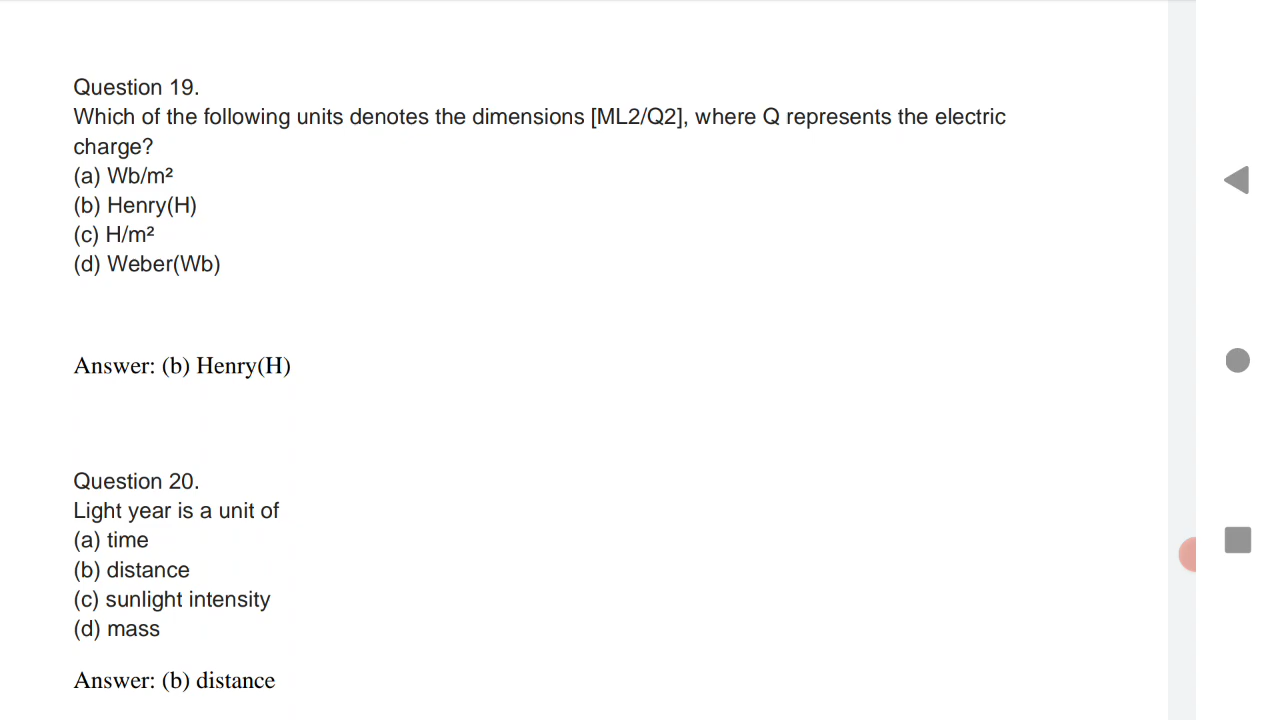 Question 19.
Which of the following units denotes the dimensions [ML2/Q2], where Q represents the electric
charge?
(a) Wb/m²
(b) Henry(H)
(c) H/m²
(d) Weber(Wb)
Answer: (b) Henry(H)
Question 20.
Light year is a unit of
(a) time
(b) distance
(c) sunlight intensity
(d) mass
Answer: (b) distance